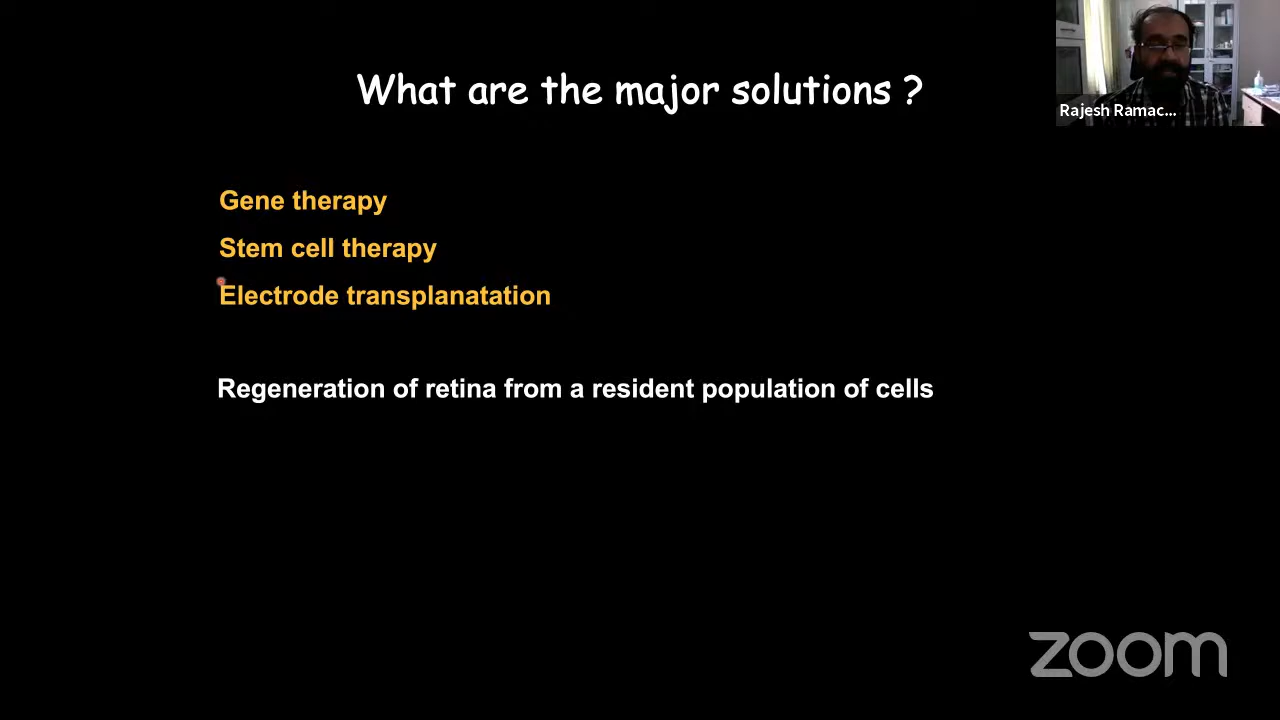 What are the major solutions ?
Rajesh Ramac...
Gene therapy
Stem cell therapy
Electrode transplanatation
Regeneration of retina from a resident population of cells
zoom